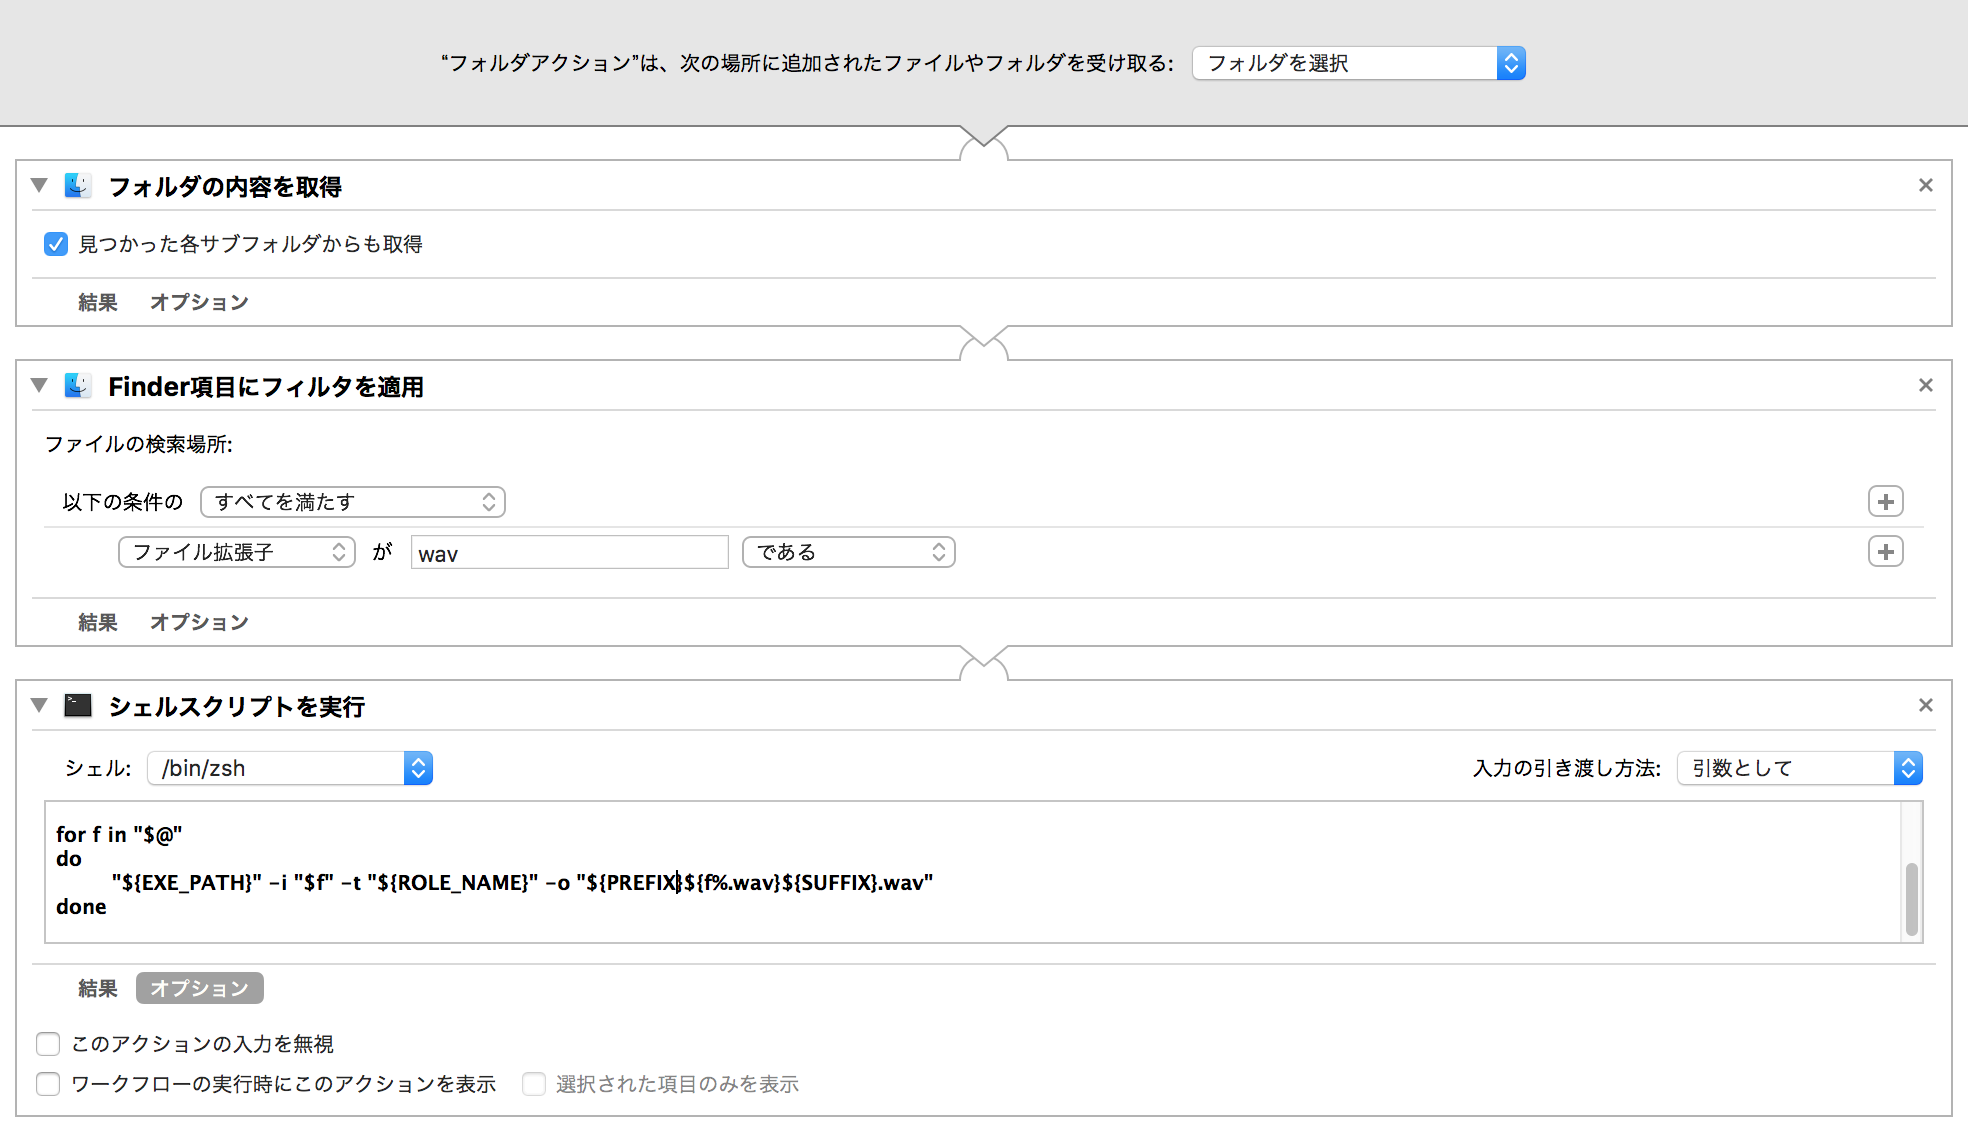 “フォルダアクション”は、次の場所に追加されたファイルやフォルダを受け取る: フォルダを選択
フォルダの内容を取得
見つかった各サブフォルダからも取得
結果 オプション
Finder項目にフィルタを適用
ファイルの検索場所:
以下の条件の すべてを満たす
ファイル拡張子 が wav である
結果 オプション
シェルスクリプトを実行
シェル: /bin/zsh 入力の引き渡し方法: 引数として
for f in "$@"
do
"${EXE_PATH}" -i "$f" -t "${ROLE_NAME}" -o "${PREFIX}${f%.wav}${SUFFIX}.wav"
done
結果 オプション
このアクションの入力を無視
ワークフローの実行時にこのアクションを表示 選択された項目のみを表示